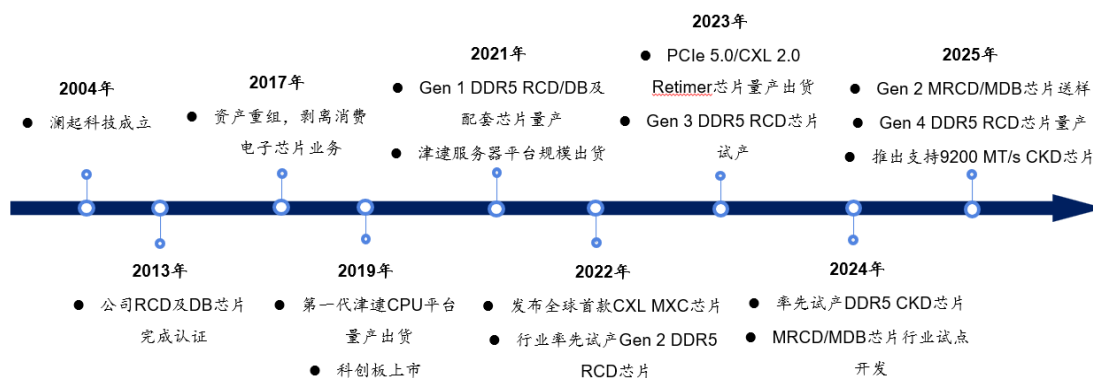 2004年
● 澜起科技成立
2017年
● 资产重组，剥离消费
电子芯片业务
2021年
● Gen 1 DDR5 RCD/DB及
配套芯片量产
● 津逮服务器平台规模出货
2023年
● PCIe 5.0/CXL 2.0
Retimer芯片量产出货
● Gen 3 DDR5 RCD芯片
试产
2025年
● Gen 2 MRCD/MDB芯片送样
● Gen 4 DDR5 RCD芯片量产
● 推出支持9200 MT/s CKD芯片
2013年
● 公司RCD及DB芯片
完成认证
2019年
● 第一代津逮CPU平台
量产出货
● 科创板上市
2022年
● 发布全球首款CXL MXC芯片
● 行业率先试产Gen 2 DDR5
RCD芯片
2024年
● 率先试产DDR5 CKD芯片
● MRCD/MDB芯片行业试点
开发